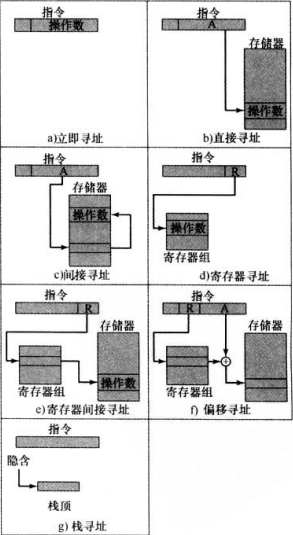 指令
操作数
a)立即寻址
指令
A
存储器
操作数
b)直接寻址
指令
A
存储器
操作数
c)间接寻址
指令
R
操作数
寄存器组
d)寄存器寻址
指令
R
存储器
寄存器组
操作数
e)寄存器间接寻址
指令
R A
存储器
寄存器组
f) 偏移寻址
指令
隐含
栈顶
g) 栈寻址